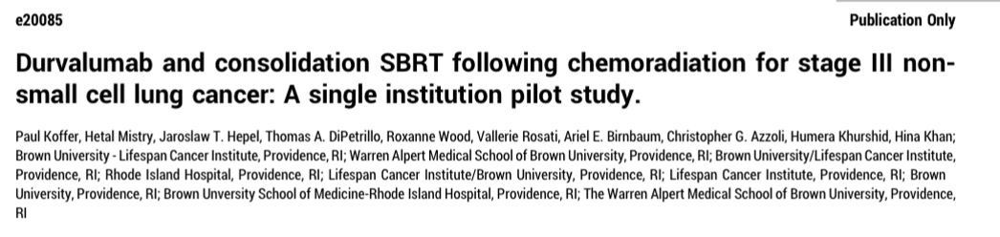 e20085 Publication Only
Durvalumab and consolidation SBRT following chemoradiation for stage III non-
small cell lung cancer: A single institution pilot study.
Paul Koffer, Hetal Mistry, Jaroslaw T. Hepel, Thomas A. DiPetrillo, Roxanne Wood, Vallerie Rosati, Ariel E. Birnbaum, Christopher G. Azzoli, Humera Khurshid, Hina Khan;
Brown University - Lifespan Cancer Institute, Providence, RI; Warren Alpert Medical School of Brown University, Providence, RI; Brown University/Lifespan Cancer Institute,
Providence, RI; Rhode Island Hospital, Providence, RI; Lifespan Cancer Institute/Brown University, Providence, RI; Lifespan Cancer Institute, Providence, RI; Brown
University, Providence, RI; Brown Unversity School of Medicine-Rhode Island Hospital, Providence, RI; The Warren Alpert Medical School of Brown University, Providence,
RI